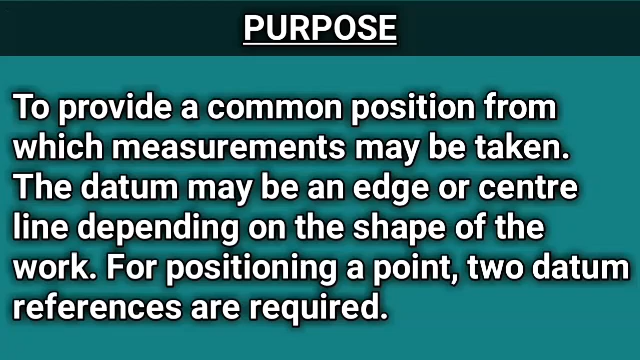 PURPOSE
To provide a common position from
which measurements may be taken.
The datum may be an edge or centre
line depending on the shape of the
work. For positioning a point, two datum
references are required.